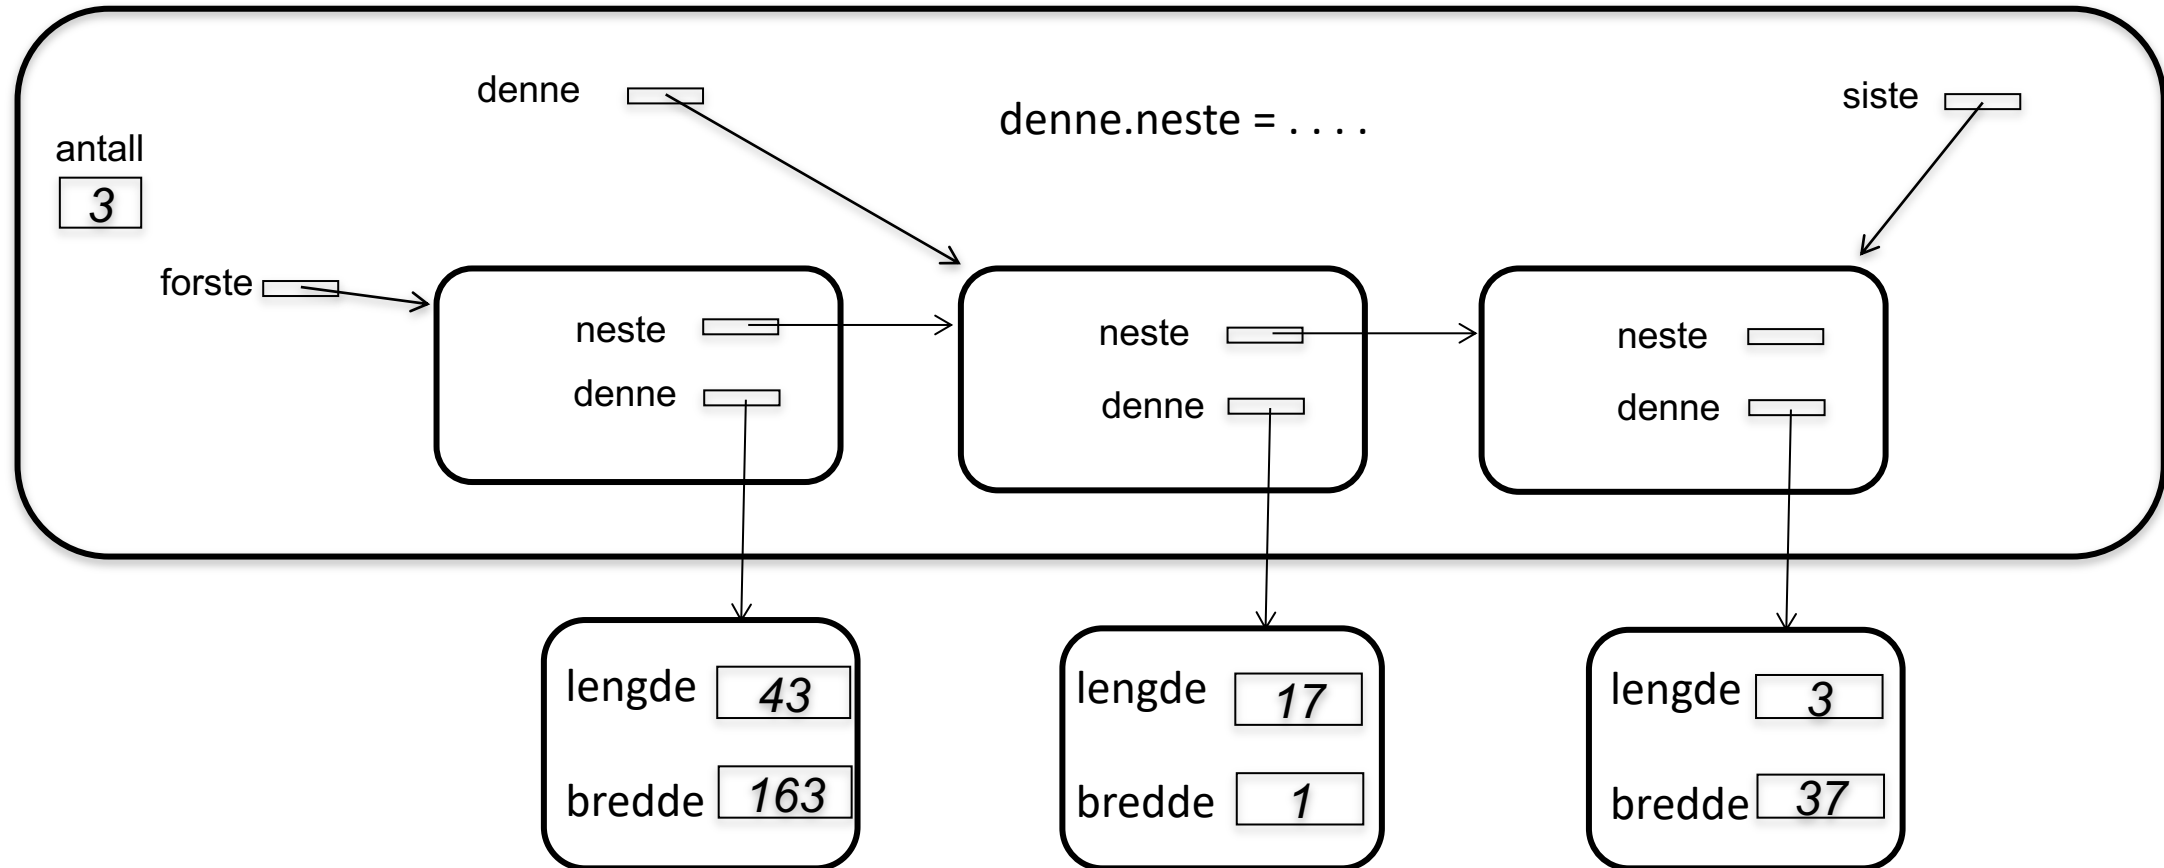 denne
denne.neste = . . . .
siste
antall
3
forste
neste
denne
neste
denne
neste
denne
lengde 43
bredde 163
lengde 17
bredde 1
lengde 3
bredde 37